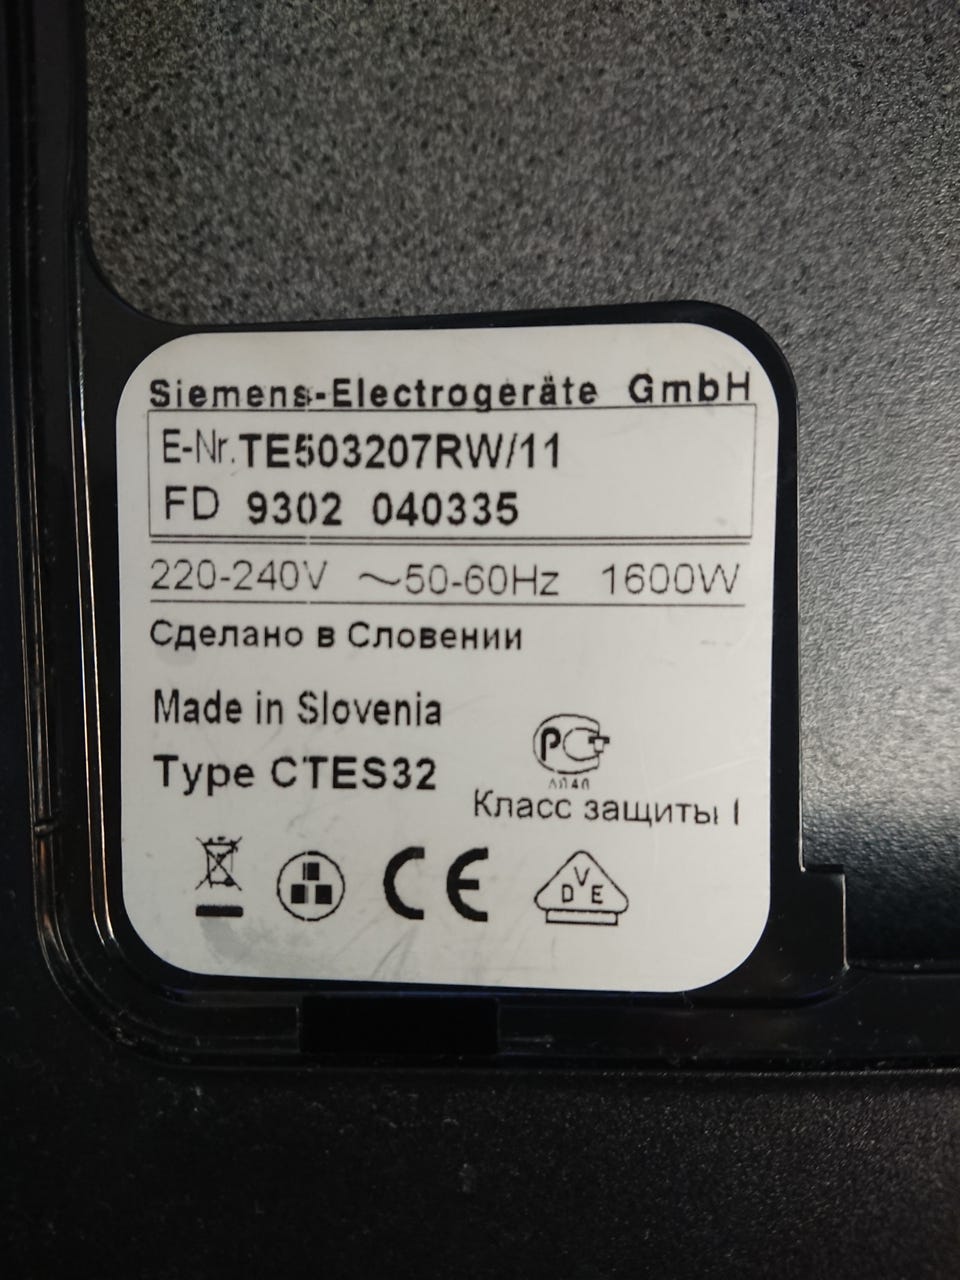 Siemens-Electrogeräte GmbH
E-Nr. TE503207RW/11
FD 9302 040335
220-240V ~50-60Hz 1600W
Сделано в Словении
Made in Slovenia
Type CTES32
Класс защиты I
CE
DVE